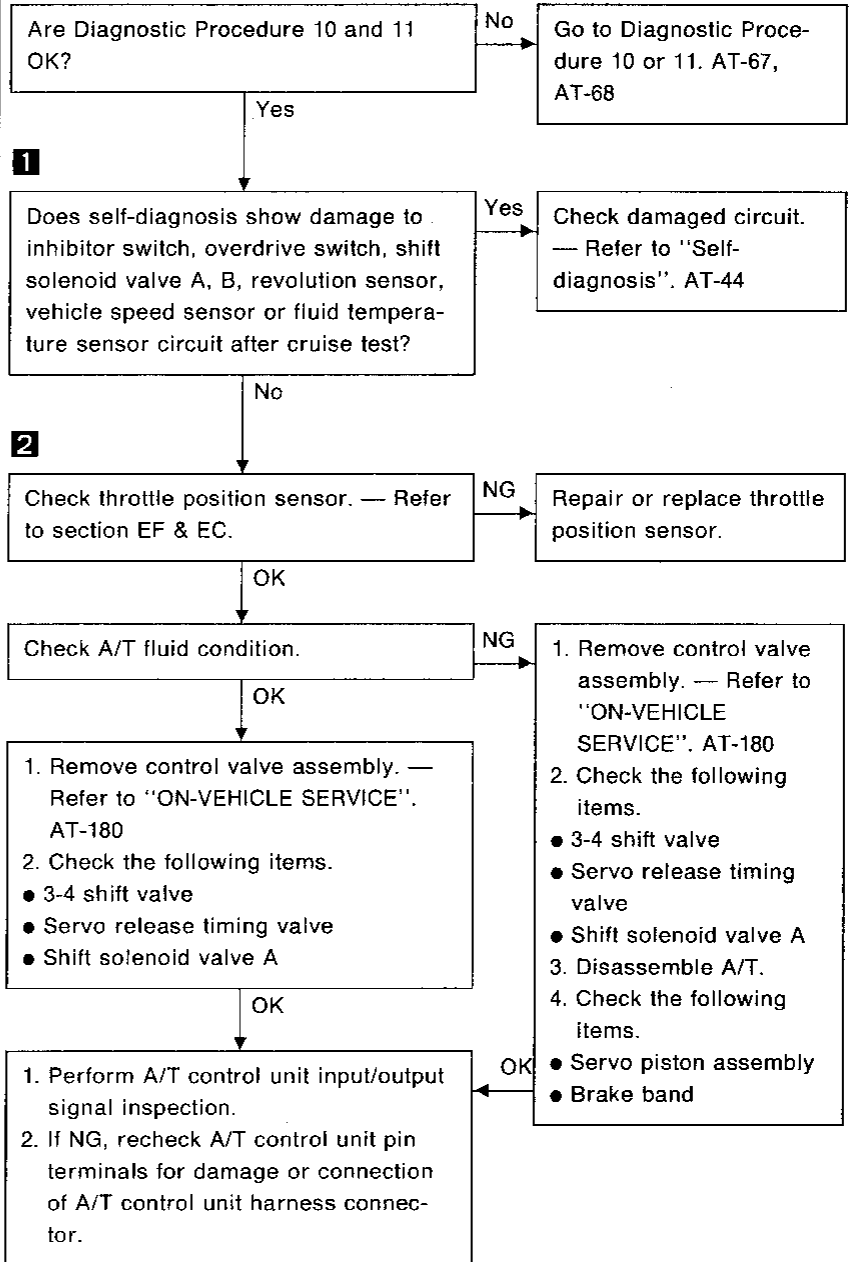 Are Diagnostic Procedure 10 and 11
OK?
No
Go to Diagnostic Proce-
dure 10 or 11. AT-67,
AT-68
Yes
1
Does self-diagnosis show damage to
inhibitor switch, overdrive switch, shift
solenoid valve A, B, revolution sensor,
vehicle speed sensor or fluid tempera-
ture sensor circuit after cruise test?
Yes
Check damaged circuit.
— Refer to "Self-
diagnosis". AT-44
No
2
Check throttle position sensor. — Refer
to section EF & EC.
NG
Repair or replace throttle
position sensor.
OK
Check A/T fluid condition.
NG
1. Remove control valve
assembly. — Refer to
"ON-VEHICLE
SERVICE". AT-180
2. Check the following
items.
● 3-4 shift valve
● Servo release timing
valve
● Shift solenoid valve A
3. Disassemble A/T.
4. Check the following
items.
● Servo piston assembly
● Brake band
OK
1. Remove control valve assembly. —
Refer to "ON-VEHICLE SERVICE".
AT-180
2. Check the following items.
● 3-4 shift valve
● Servo release timing valve
● Shift solenoid valve A
OK
OK
1. Perform A/T control unit input/output
signal inspection.
2. If NG, recheck A/T control unit pin
terminals for damage or connection
of A/T control unit harness connec-
tor.